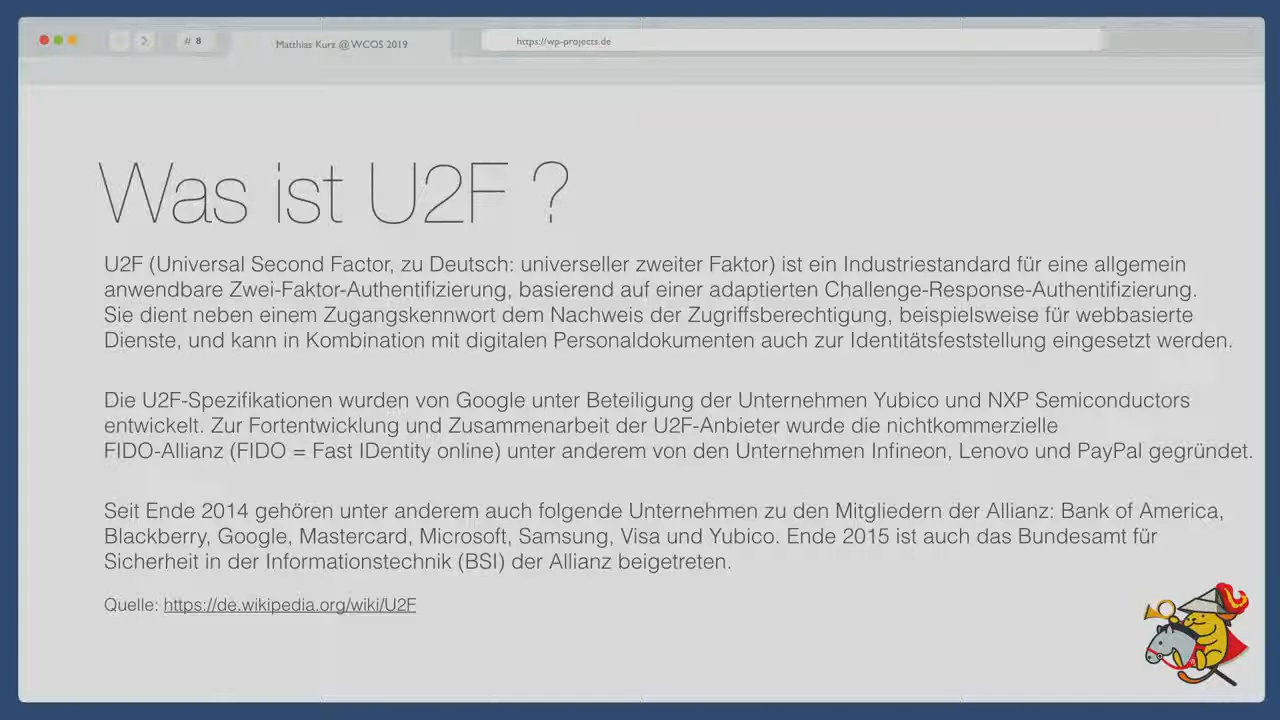 # 8
Matthias Kurz @ WCOS 2019
https://wp-projects.de
Was ist U2F ?
U2F (Universal Second Factor, zu Deutsch: universeller zweiter Faktor) ist ein Industriestandard für eine allgemein
anwendbare Zwei-Faktor-Authentifizierung, basierend auf einer adaptierten Challenge-Response-Authentifizierung.
Sie dient neben einem Zugangskennwort dem Nachweis der Zugriffsberechtigung, beispielsweise für webbasierte
Dienste, und kann in Kombination mit digitalen Personaldokumenten auch zur Identitätsfeststellung eingesetzt werden.
Die U2F-Spezifikationen wurden von Google unter Beteiligung der Unternehmen Yubico und NXP Semiconductors
entwickelt. Zur Fortentwicklung und Zusammenarbeit der U2F-Anbieter wurde die nichtkommerzielle
FIDO-Allianz (FIDO = Fast IDentity online) unter anderem von den Unternehmen Infineon, Lenovo und PayPal gegründet.
Seit Ende 2014 gehören unter anderem auch folgende Unternehmen zu den Mitgliedern der Allianz: Bank of America,
Blackberry, Google, Mastercard, Microsoft, Samsung, Visa und Yubico. Ende 2015 ist auch das Bundesamt für
Sicherheit in der Informationstechnik (BSI) der Allianz beigetreten.
Quelle: https://de.wikipedia.org/wiki/U2F